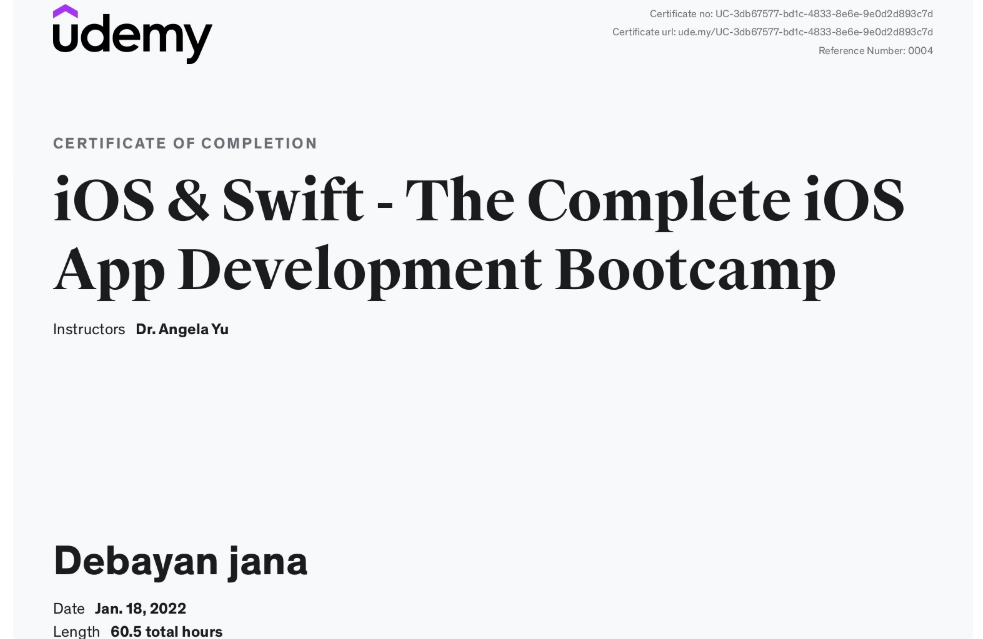 udemy
Certificate no: UC-3db67577-bd1c-4833-8e6e-9e0d2d893c7d
Certificate url: ude.my/UC-3db67577-bd1c-4833-8e6e-9e0d2d893c7d
Reference Number: 0004
CERTIFICATE OF COMPLETION
iOS & Swift - The Complete iOS
App Development Bootcamp
Instructors Dr. Angela Yu
Debayan jana
Date Jan. 18, 2022
Length 60.5 total hours